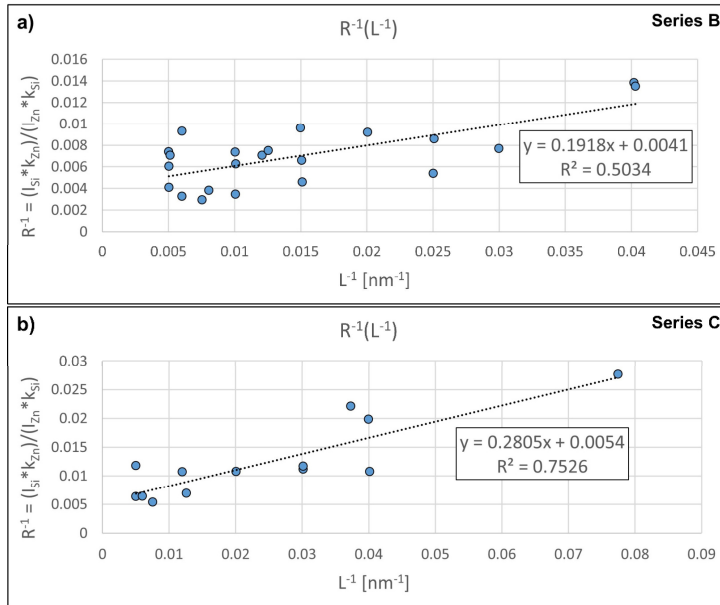 a)
R⁻¹(L⁻¹)
Series B
R⁻¹ = (I_Si*k_Zn)/(I_Zn*k_Si)
0.016
0.014
0.012
0.01
0.008
0.006
0.004
0.002
0
y = 0.1918x + 0.0041
R² = 0.5034
0 0.005 0.01 0.015 0.02 0.025 0.03 0.035 0.04 0.045
L⁻¹ [nm⁻¹]
b)
R⁻¹(L⁻¹)
Series C
R⁻¹ = (I_Si*k_Zn)/(I_Zn*k_Si)
0.03
0.025
0.02
0.015
0.01
0.005
0
y = 0.2805x + 0.0054
R² = 0.7526
0 0.01 0.02 0.03 0.04 0.05 0.06 0.07 0.08 0.09
L⁻¹ [nm⁻¹]